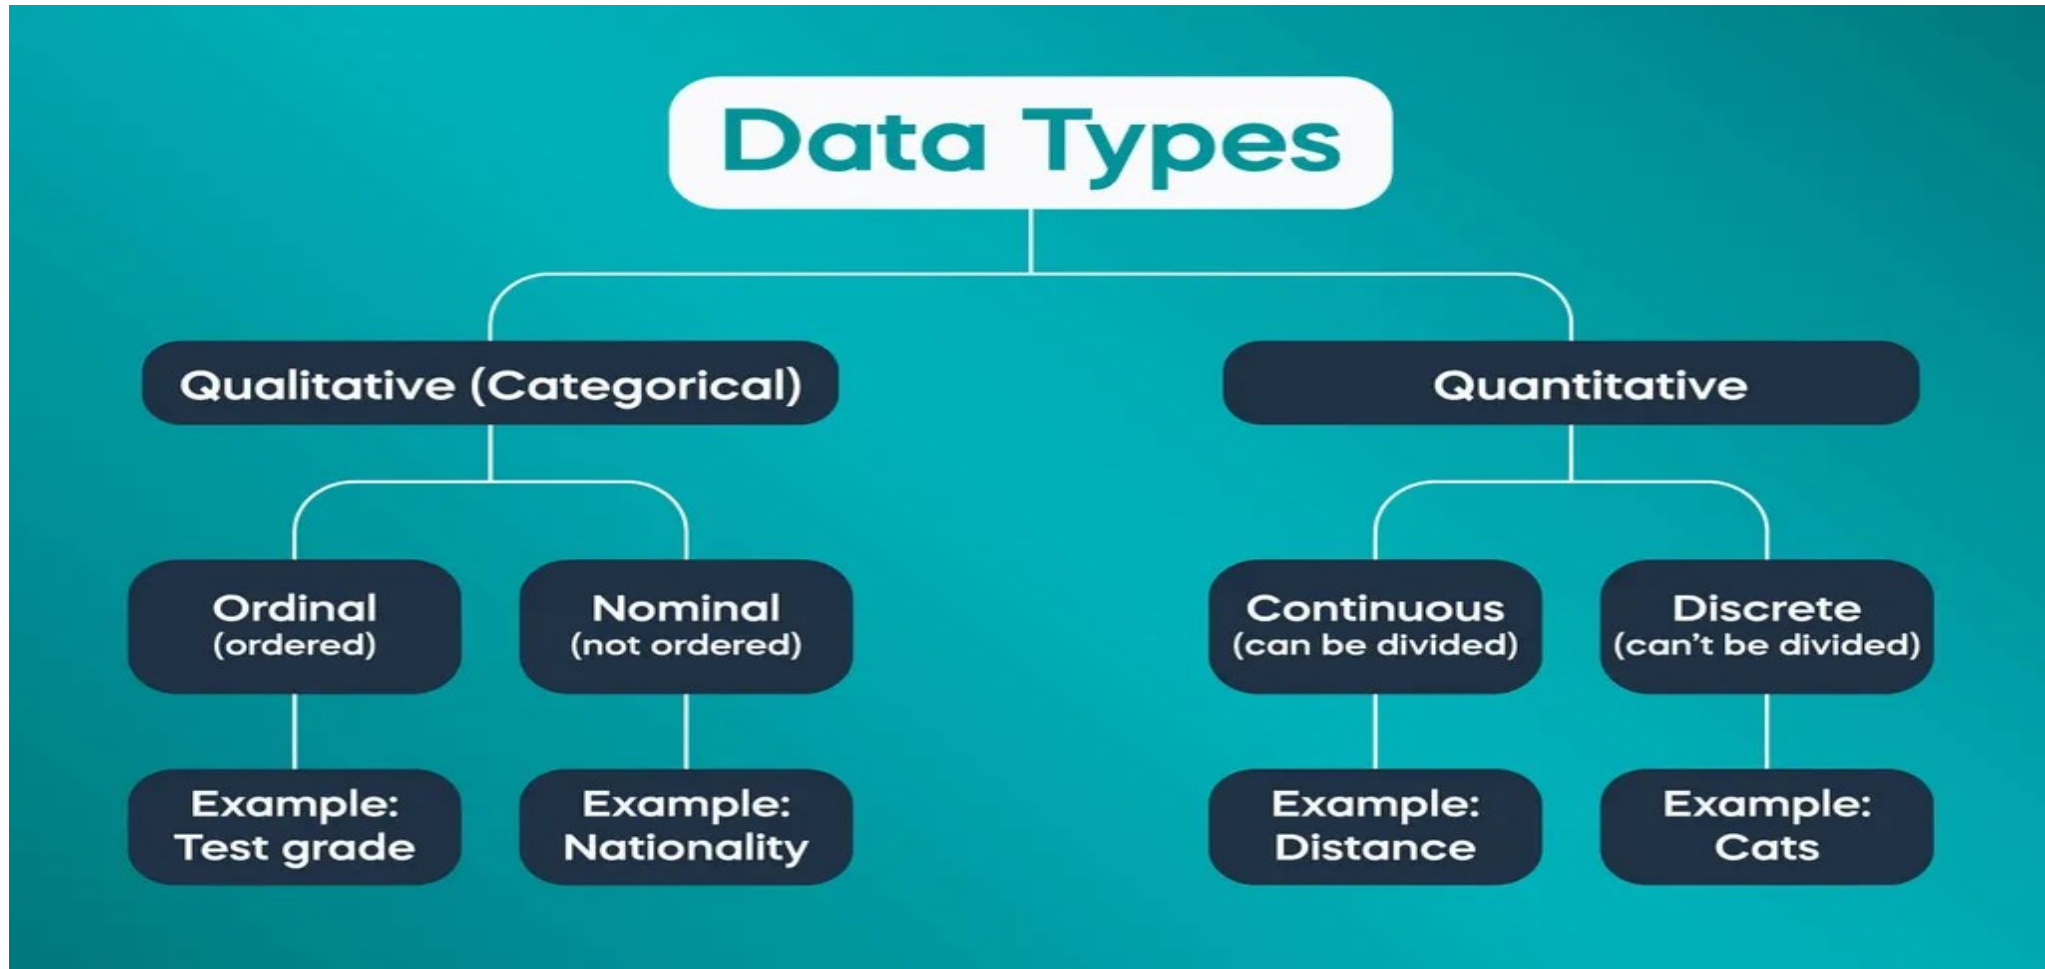 Data Types
Qualitative (Categorical)
Quantitative
Ordinal
(ordered)
Nominal
(not ordered)
Continuous
(can be divided)
Discrete
(can't be divided)
Example:
Test grade
Example:
Nationality
Example:
Distance
Example:
Cats